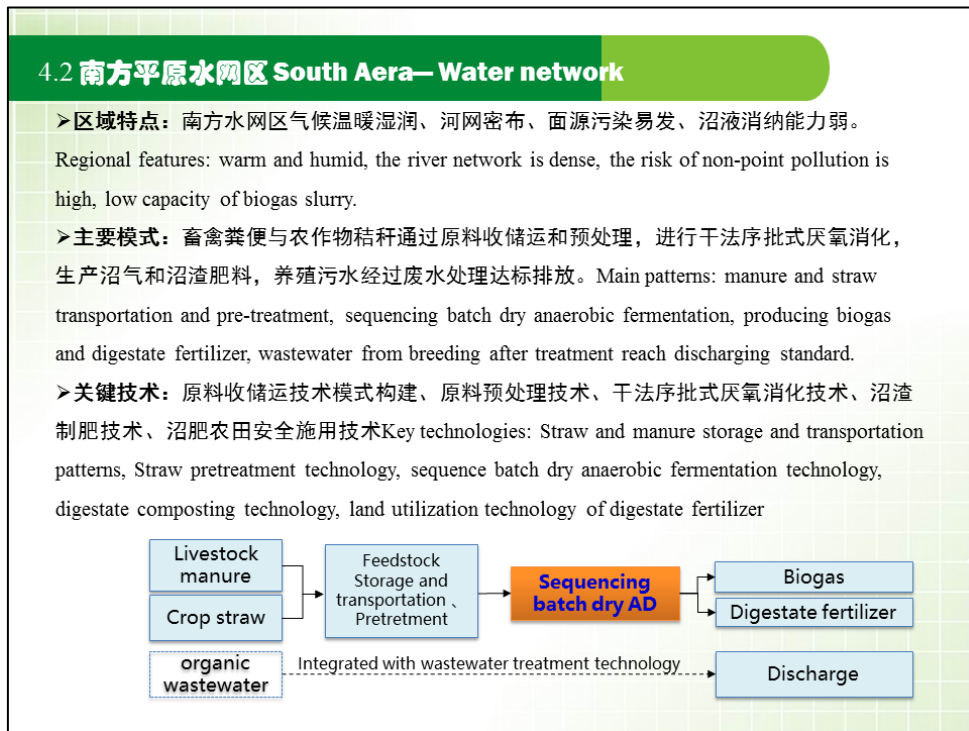 4.2 南方平原水网区 South Aera— Water network
➢区域特点：南方水网区气候温暖湿润、河网密布、面源污染易发、沼液消纳能力弱。
Regional features: warm and humid, the river network is dense, the risk of non-point pollution is
high, low capacity of biogas slurry.
➢主要模式：畜禽粪便与农作物秸秆通过原料收储运和预处理，进行干法序批式厌氧消化，
生产沼气和沼渣肥料，养殖污水经过废水处理达标排放。Main patterns: manure and straw
transportation and pre-treatment, sequencing batch dry anaerobic fermentation, producing biogas
and digestate fertilizer, wastewater from breeding after treatment reach discharging standard.
➢关键技术：原料收储运技术模式构建、原料预处理技术、干法序批式厌氧消化技术、沼渣
制肥技术、沼肥农田安全施用技术Key technologies: Straw and manure storage and transportation
patterns, Straw pretreatment technology, sequence batch dry anaerobic fermentation technology,
digestate composting technology, land utilization technology of digestate fertilizer
Livestock
manure
Crop straw
Feedstock
Storage and
transportation 、
Pretretment
Sequencing
batch dry AD
Biogas
Digestate fertilizer
organic
wastewater
Integrated with wastewater treatment technology
Discharge